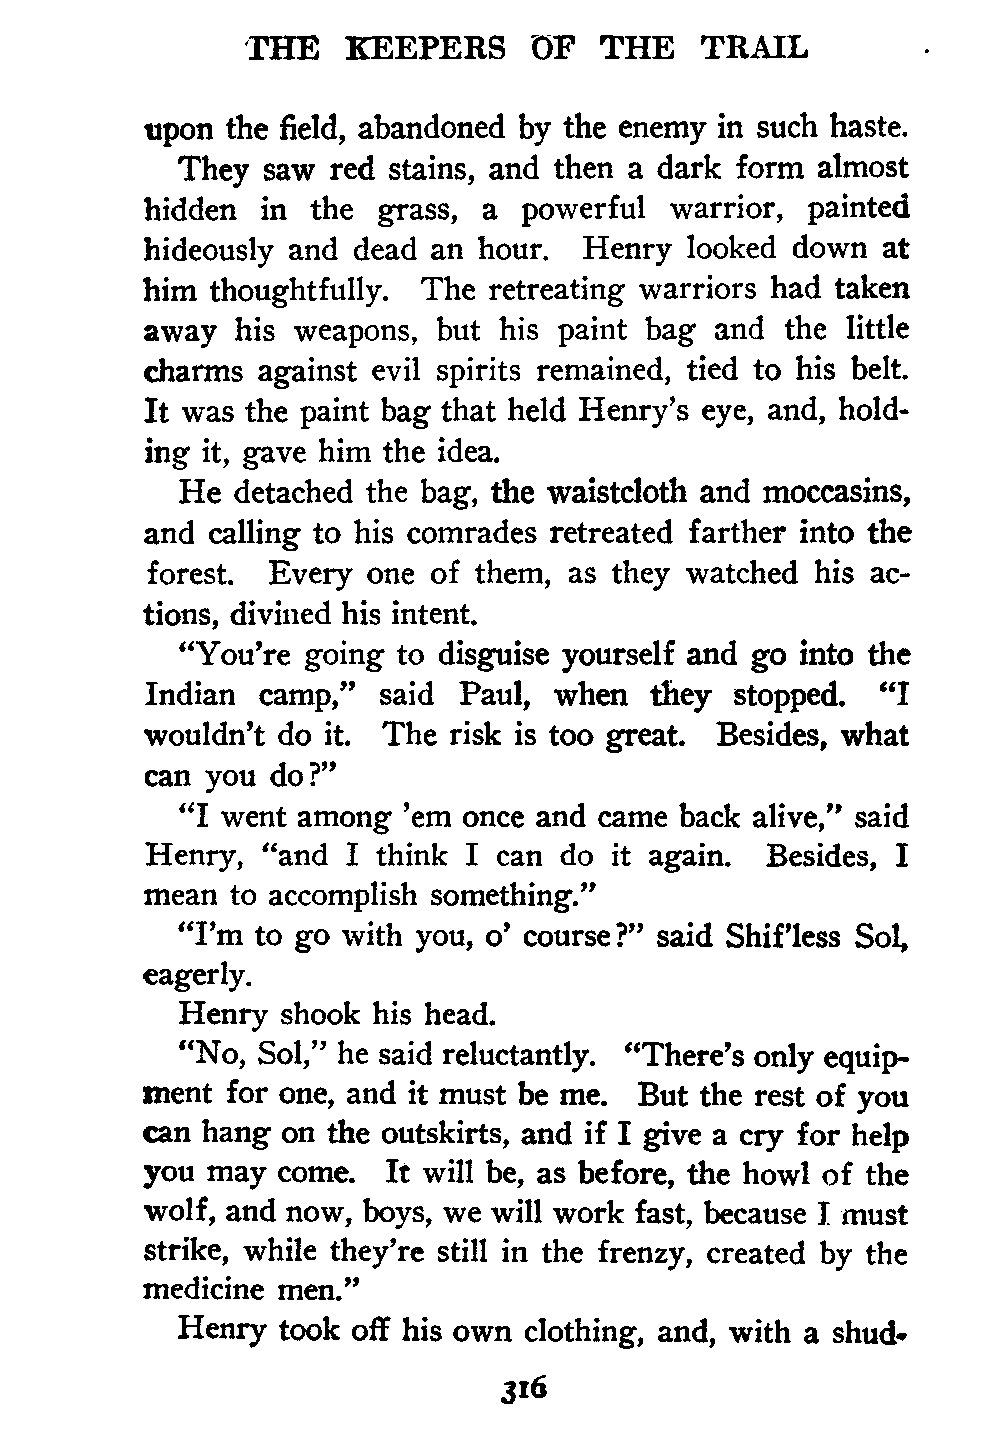 THE KEEPERS OF THE TRAIL
upon the field, abandoned by the enemy in such haste.
They saw red stains, and then a dark form almost
hidden in the grass, a powerful warrior, painted
hideously and dead an hour. Henry looked down at
him thoughtfully. The retreating warriors had taken
away his weapons, but his paint bag and the little
charms against evil spirits remained, tied to his belt.
It was the paint bag that held Henry's eye, and, hold-
ing it, gave him the idea.
He detached the bag, the waistcloth and moccasins,
and calling to his comrades retreated farther into the
forest. Every one of them, as they watched his ac-
tions, divined his intent.
"You're going to disguise yourself and go into the
Indian camp," said Paul, when they stopped. "I
wouldn't do it. The risk is too great. Besides, what
can you do?"
"I went among 'em once and came back alive," said
Henry, "and I think I can do it again. Besides, I
mean to accomplish something."
"I'm to go with you, o' course?" said Shif'less Sol,
eagerly.
Henry shook his head.
"No, Sol," he said reluctantly. "There's only equip-
ment for one, and it must be me. But the rest of you
can hang on the outskirts, and if I give a cry for help
you may come. It will be, as before, the howl of the
wolf, and now, boys, we will work fast, because I must
strike, while they're still in the frenzy, created by the
medicine men."
Henry took off his own clothing, and, with a shud-
316